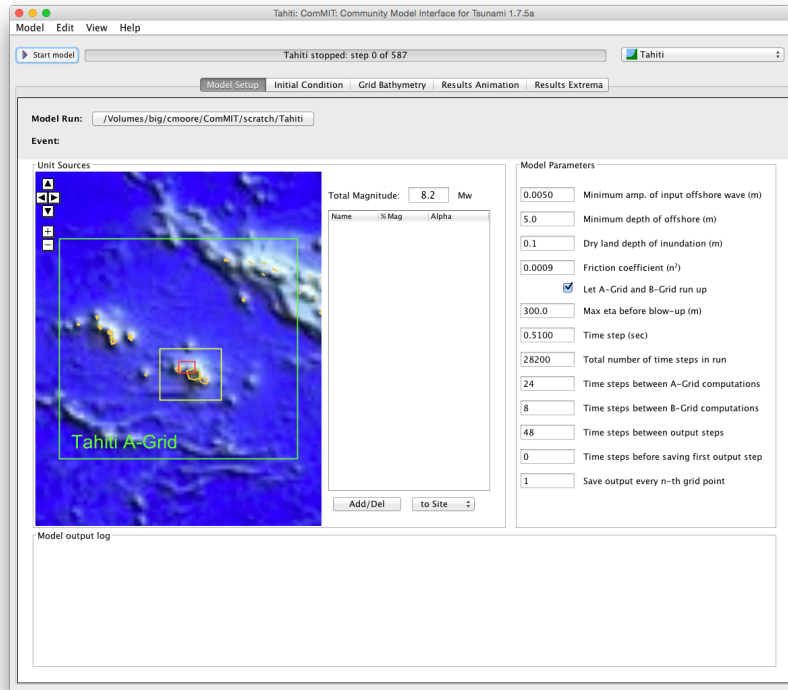 Tahiti: ComMIT: Community Model Interface for Tsunami 1.7.5a
Model Edit View Help
Start model
Tahiti stopped: step 0 of 587
Tahiti
Model Setup Initial Condition Grid Bathymetry Results Animation Results Extrema
Model Run: /Volumes/big/cmoore/ComMIT/scratch/Tahiti
Event:
Unit Sources
Total Magnitude: 8.2 Mw
Name %Mag Alpha
Tahiti A-Grid
Add/Del to Site
Model Parameters
0.0050 Minimum amp. of input offshore wave (m)
5.0 Minimum depth of offshore (m)
0.1 Dry land depth of inundation (m)
0.0009 Friction coefficient (n²)
Let A-Grid and B-Grid run up
300.0 Max eta before blow-up (m)
0.5100 Time step (sec)
28200 Total number of time steps in run
24 Time steps between A-Grid computations
8 Time steps between B-Grid computations
48 Time steps between output steps
0 Time steps before saving first output step
1 Save output every n-th grid point
Model output log